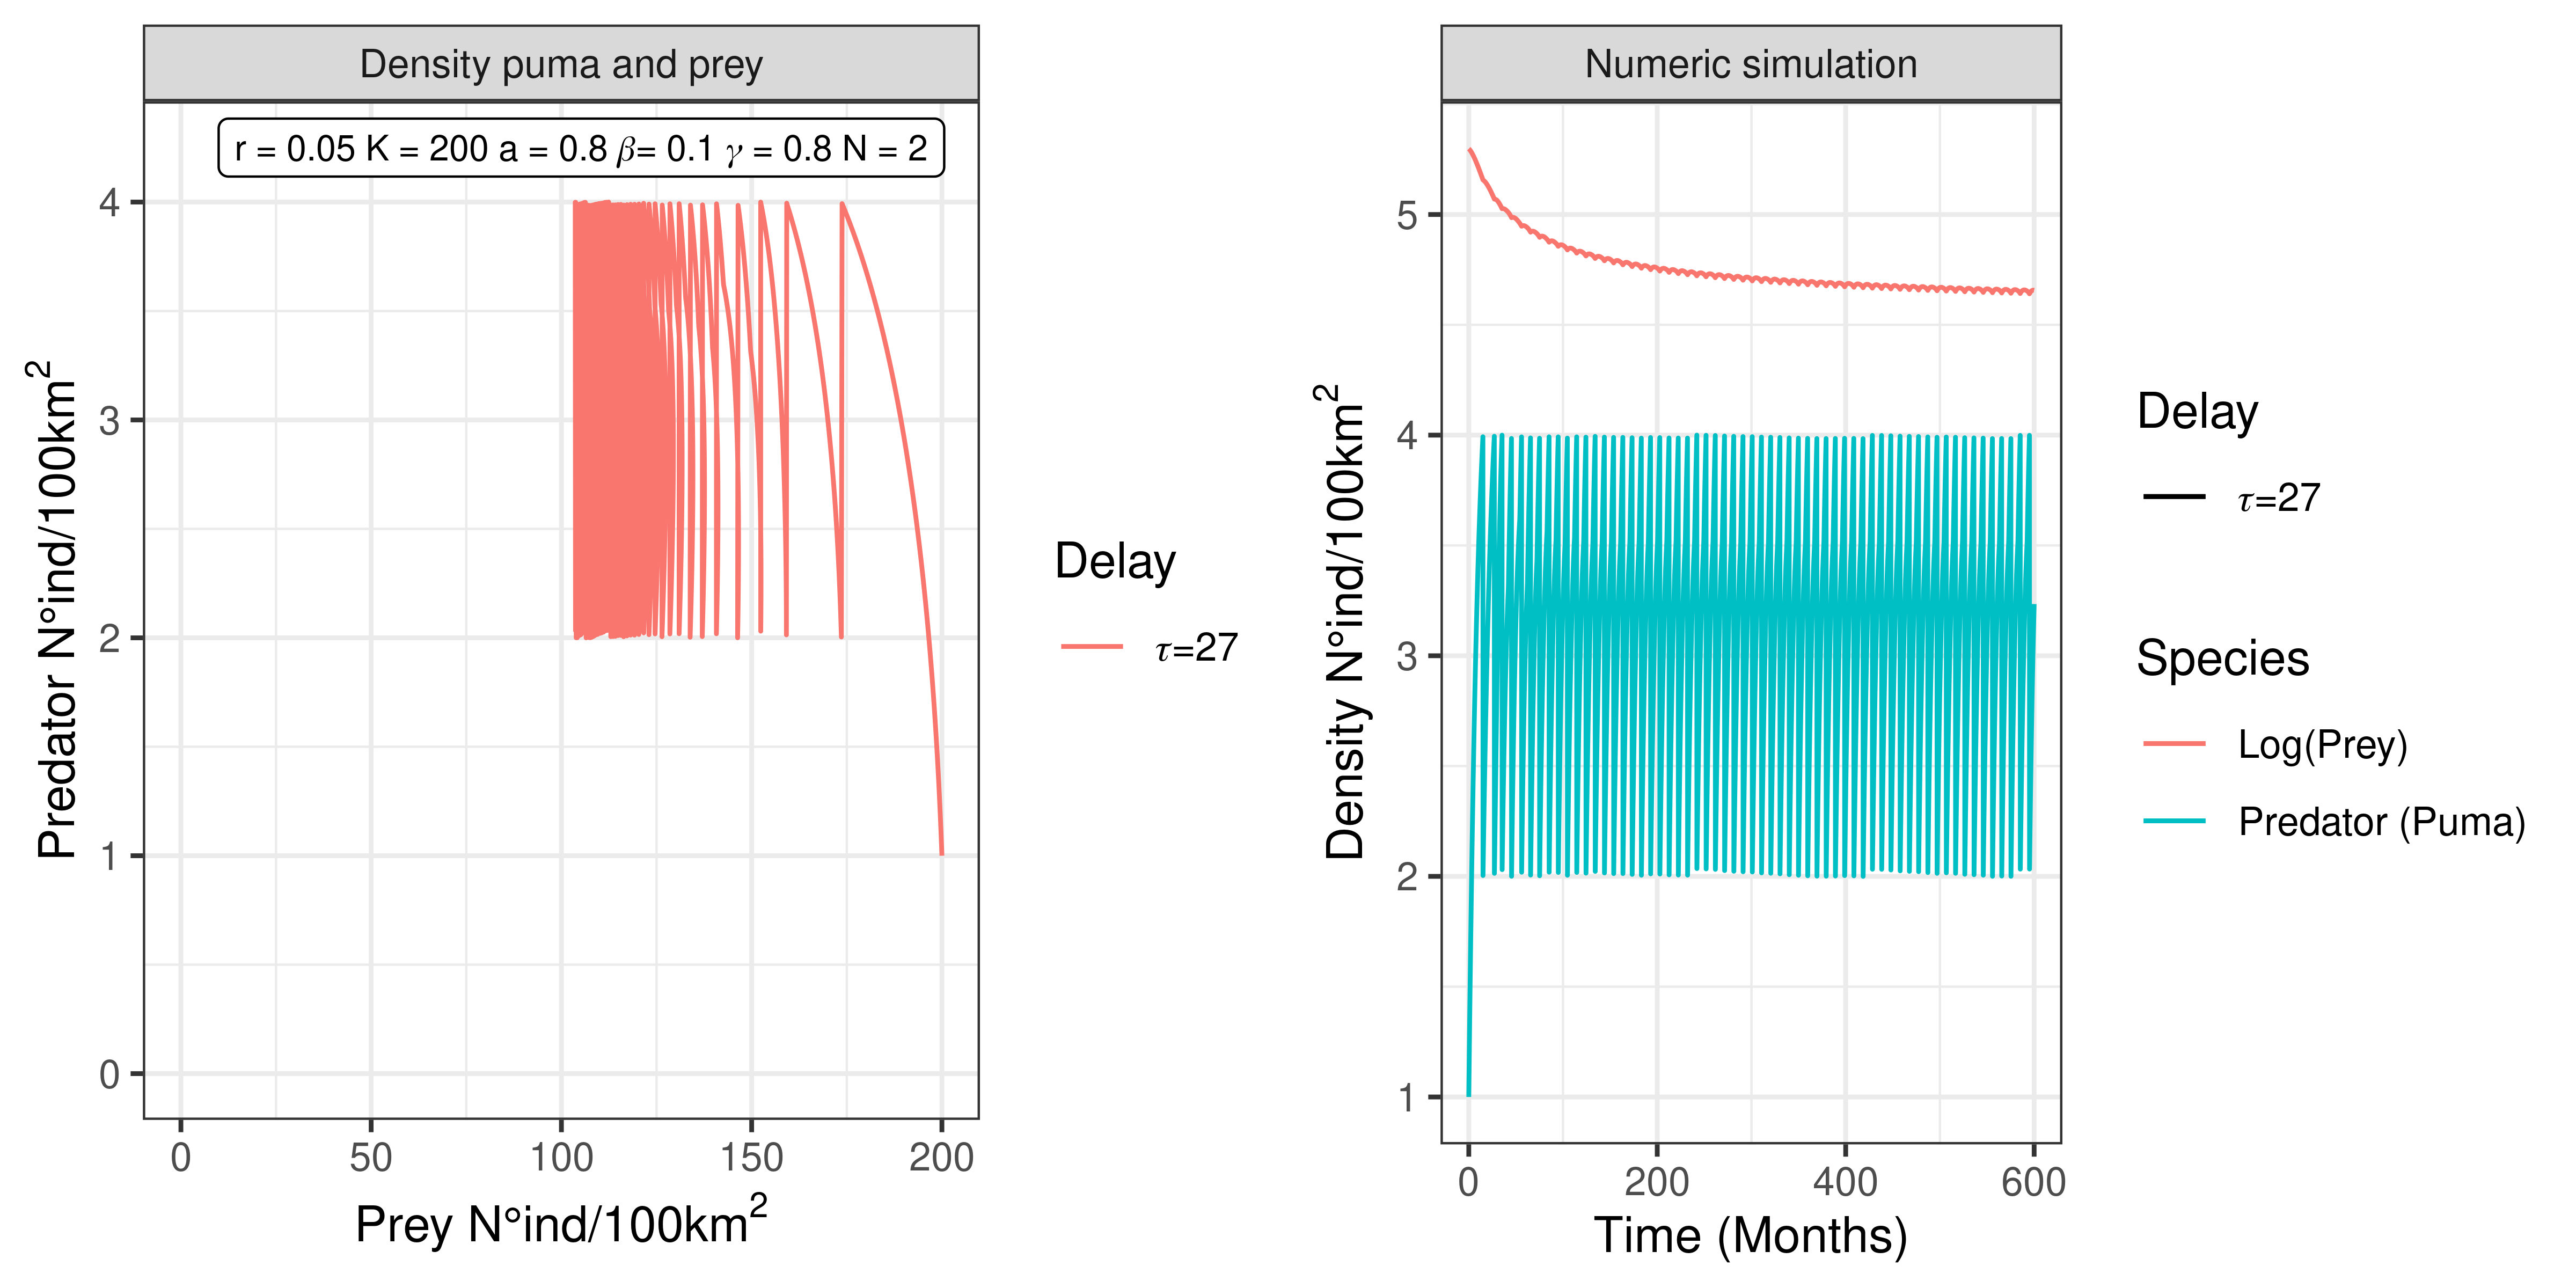 Density puma and prey
r = 0.05 K = 200 a = 0.8 β= 0.1 γ = 0.8 N = 2
4
3
2
1
0
Predator N°ind/100km²
0 50 100 150 200
Prey N°ind/100km²
Delay
τ=27
Numeric simulation
5
4
3
2
1
Density N°ind/100km²
0 200 400 600
Time (Months)
Delay
τ=27
Species
Log(Prey)
Predator (Puma)